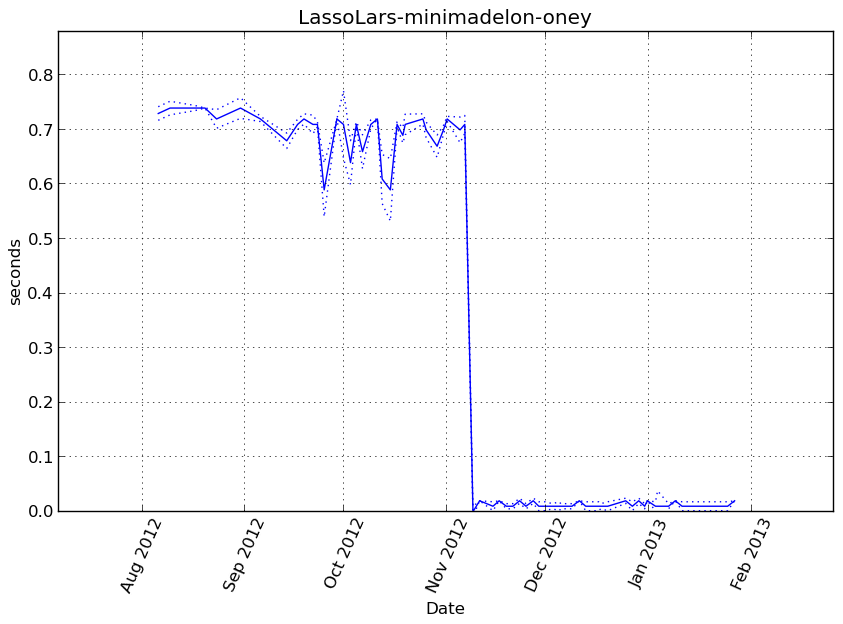 LassoLars-minimadelon-oney
0.8
0.7
0.6
0.5
0.4
0.3
0.2
0.1
0.0
seconds
Aug 2012
Sep 2012
Oct 2012
Nov 2012
Dec 2012
Jan 2013
Feb 2013
Date